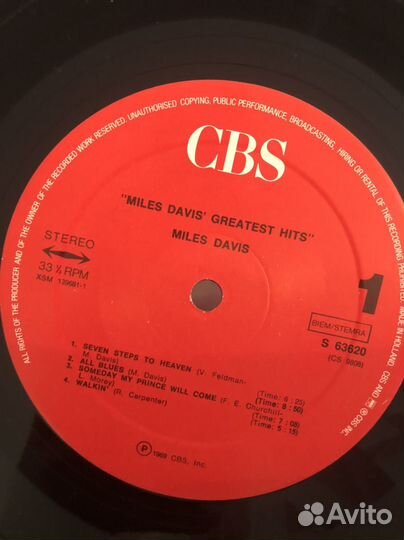 ALL RIGHTS OF THE PRODUCER AND OF THE OWNER OF THE RECORDED WORK RESERVED. UNAUTHORISED COPYING, PUBLIC PERFORMANCE, BROADCASTING, HIRING OR RENTAL OF THIS RECORDING PROHIBITED. MADE IN HOLLAND. CBS AND ℗ CBS INC
CBS
"MILES DAVIS' GREATEST HITS"
MILES DAVIS
STEREO
33 ⅓ RPM
XSM 139681-1
1
BIEM/STEMRA
S 63620
(CS 9808)
1. SEVEN STEPS TO HEAVEN (V. Feldman-
M. Davis) (Time: 6:25)
2. ALL BLUES (M. Davis) (Time: 8:50)
3. SOMEDAY MY PRINCE WILL COME (F. E. Churchill-
L. Morey) (Time: 7:08)
4. WALKIN' (R. Carpenter) (Time: 5:15)
℗ 1969 CBS, Inc.
Avito